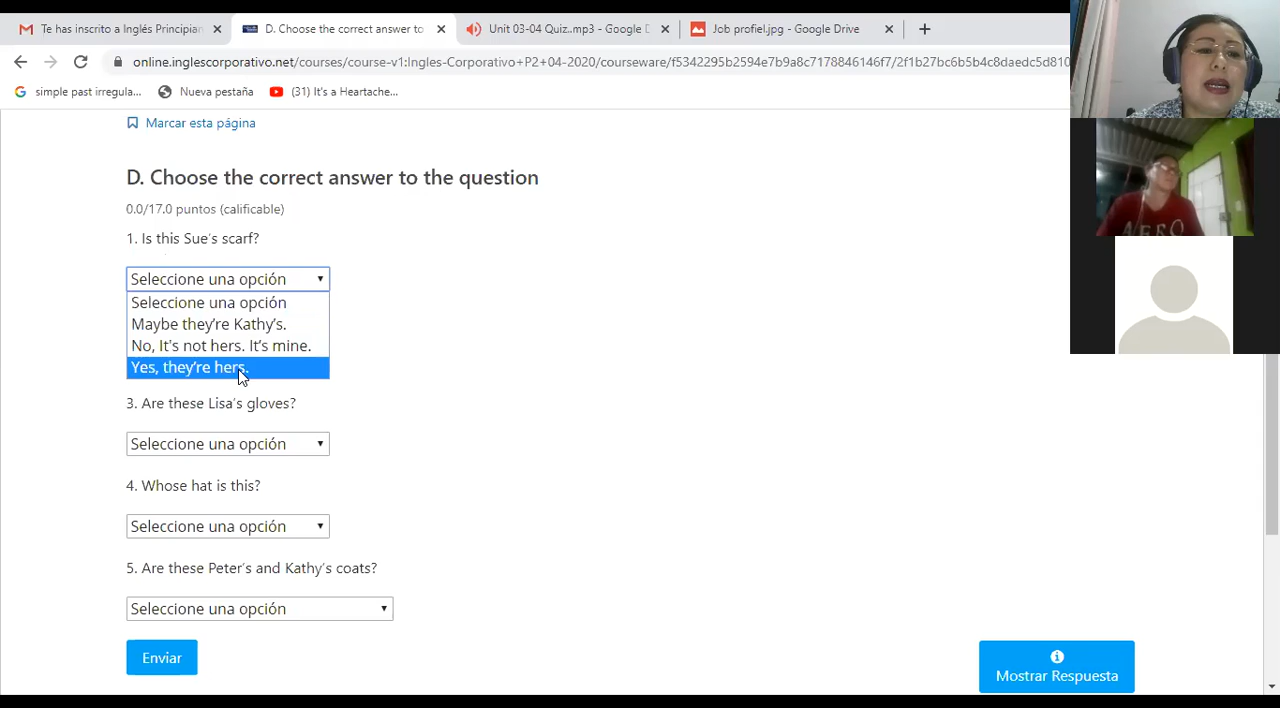 Te has inscrito a Inglés Principian
D. Choose the correct answer to
Unit 03-04 Quiz..mp3 - Google D
Job profiel.jpg - Google Drive
online.inglescorporativo.net/courses/course-v1:Ingles-Corporativo+P2+04-2020/courseware/f5342295b2594e7b9a8c7178846146f7/2f1b27bc6b5b4c8daedc5d810
simple past irregula...
Nueva pestaña
(31) It's a Heartache...
Marcar esta página
D. Choose the correct answer to the question
0.0/17.0 puntos (calificable)
1. Is this Sue's scarf?
Seleccione una opción
Seleccione una opción
Maybe they're Kathy's.
No, It's not hers. It's mine.
Yes, they're hers.
3. Are these Lisa's gloves?
Seleccione una opción
4. Whose hat is this?
Seleccione una opción
5. Are these Peter's and Kathy's coats?
Seleccione una opción
Enviar
Mostrar Respuesta